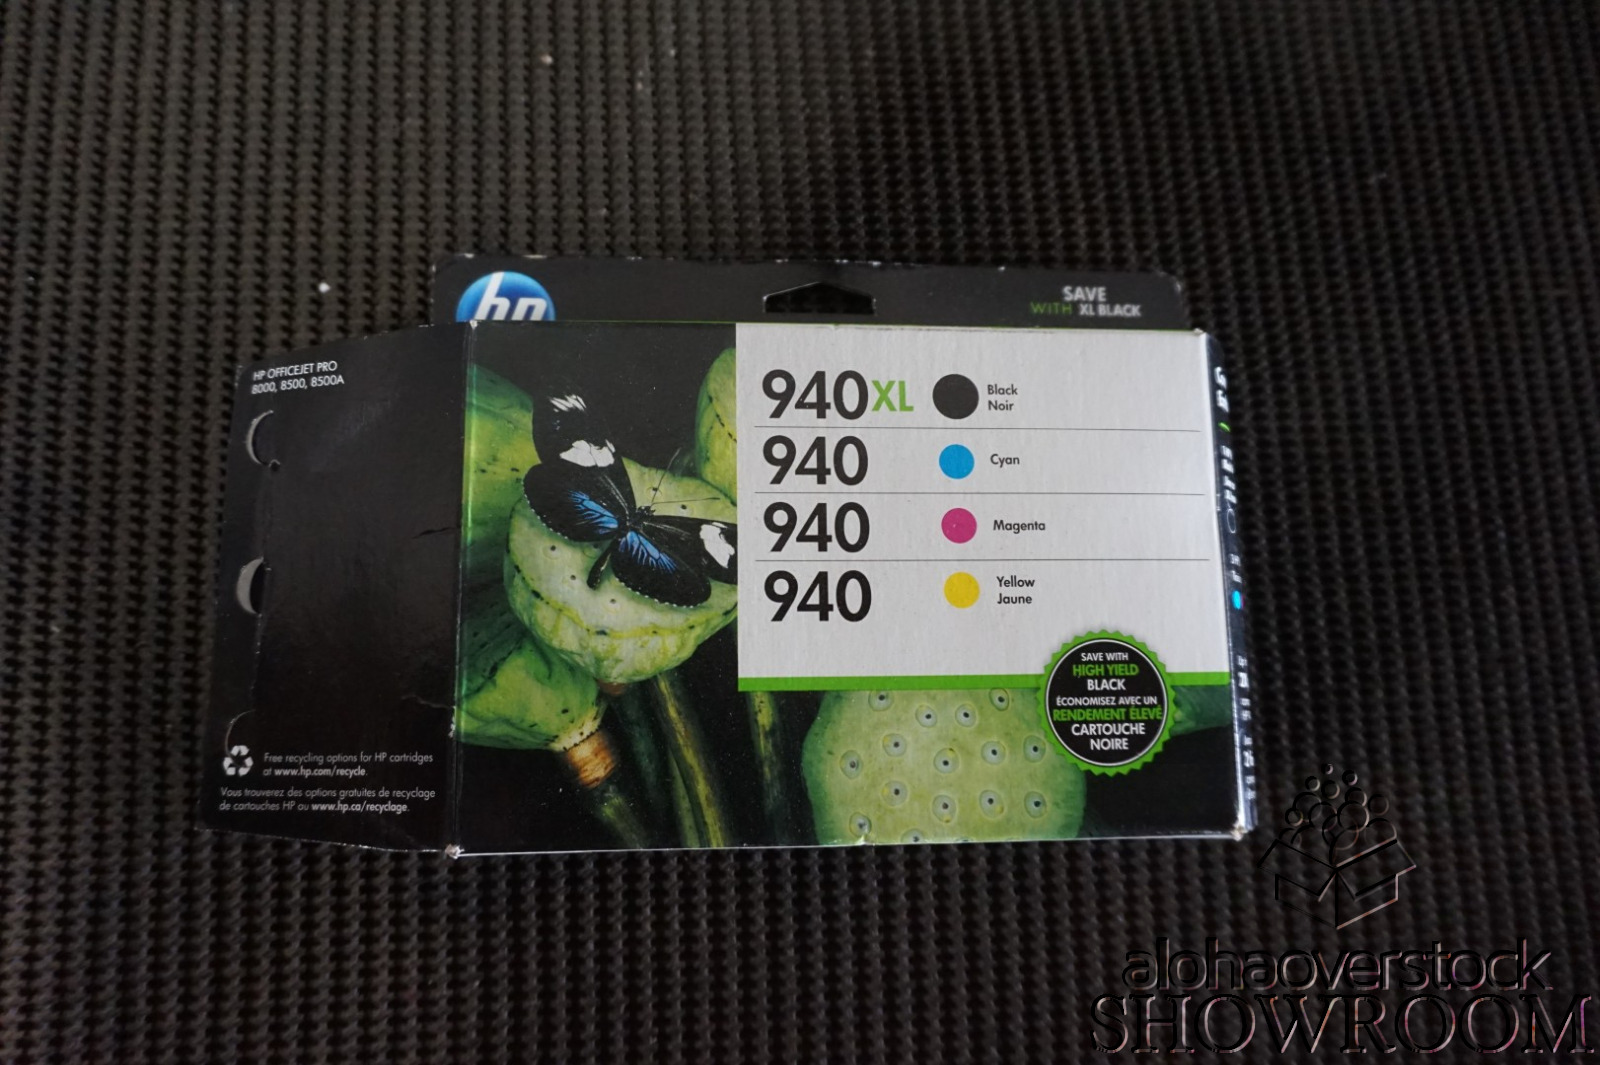 hp
SAVE
WITH XL BLACK
HP OFFICEJET PRO
8000, 8500, 8500A
940XL
Black
Noir
940
Cyan
940
Magenta
940
Yellow
Jaune
SAVE WITH
HIGH YIELD
BLACK
ÉCONOMISEZ AVEC UN
RENDEMENT ÉLEVÉ
CARTOUCHE
NOIRE
Free recycling options for HP cartridges
at www.hp.com/recycle.
Vous trouverez des options gratuites de recyclage
de cartouches HP au www.hp.ca/recyclage.
alohaoverstock
SHOWROOM